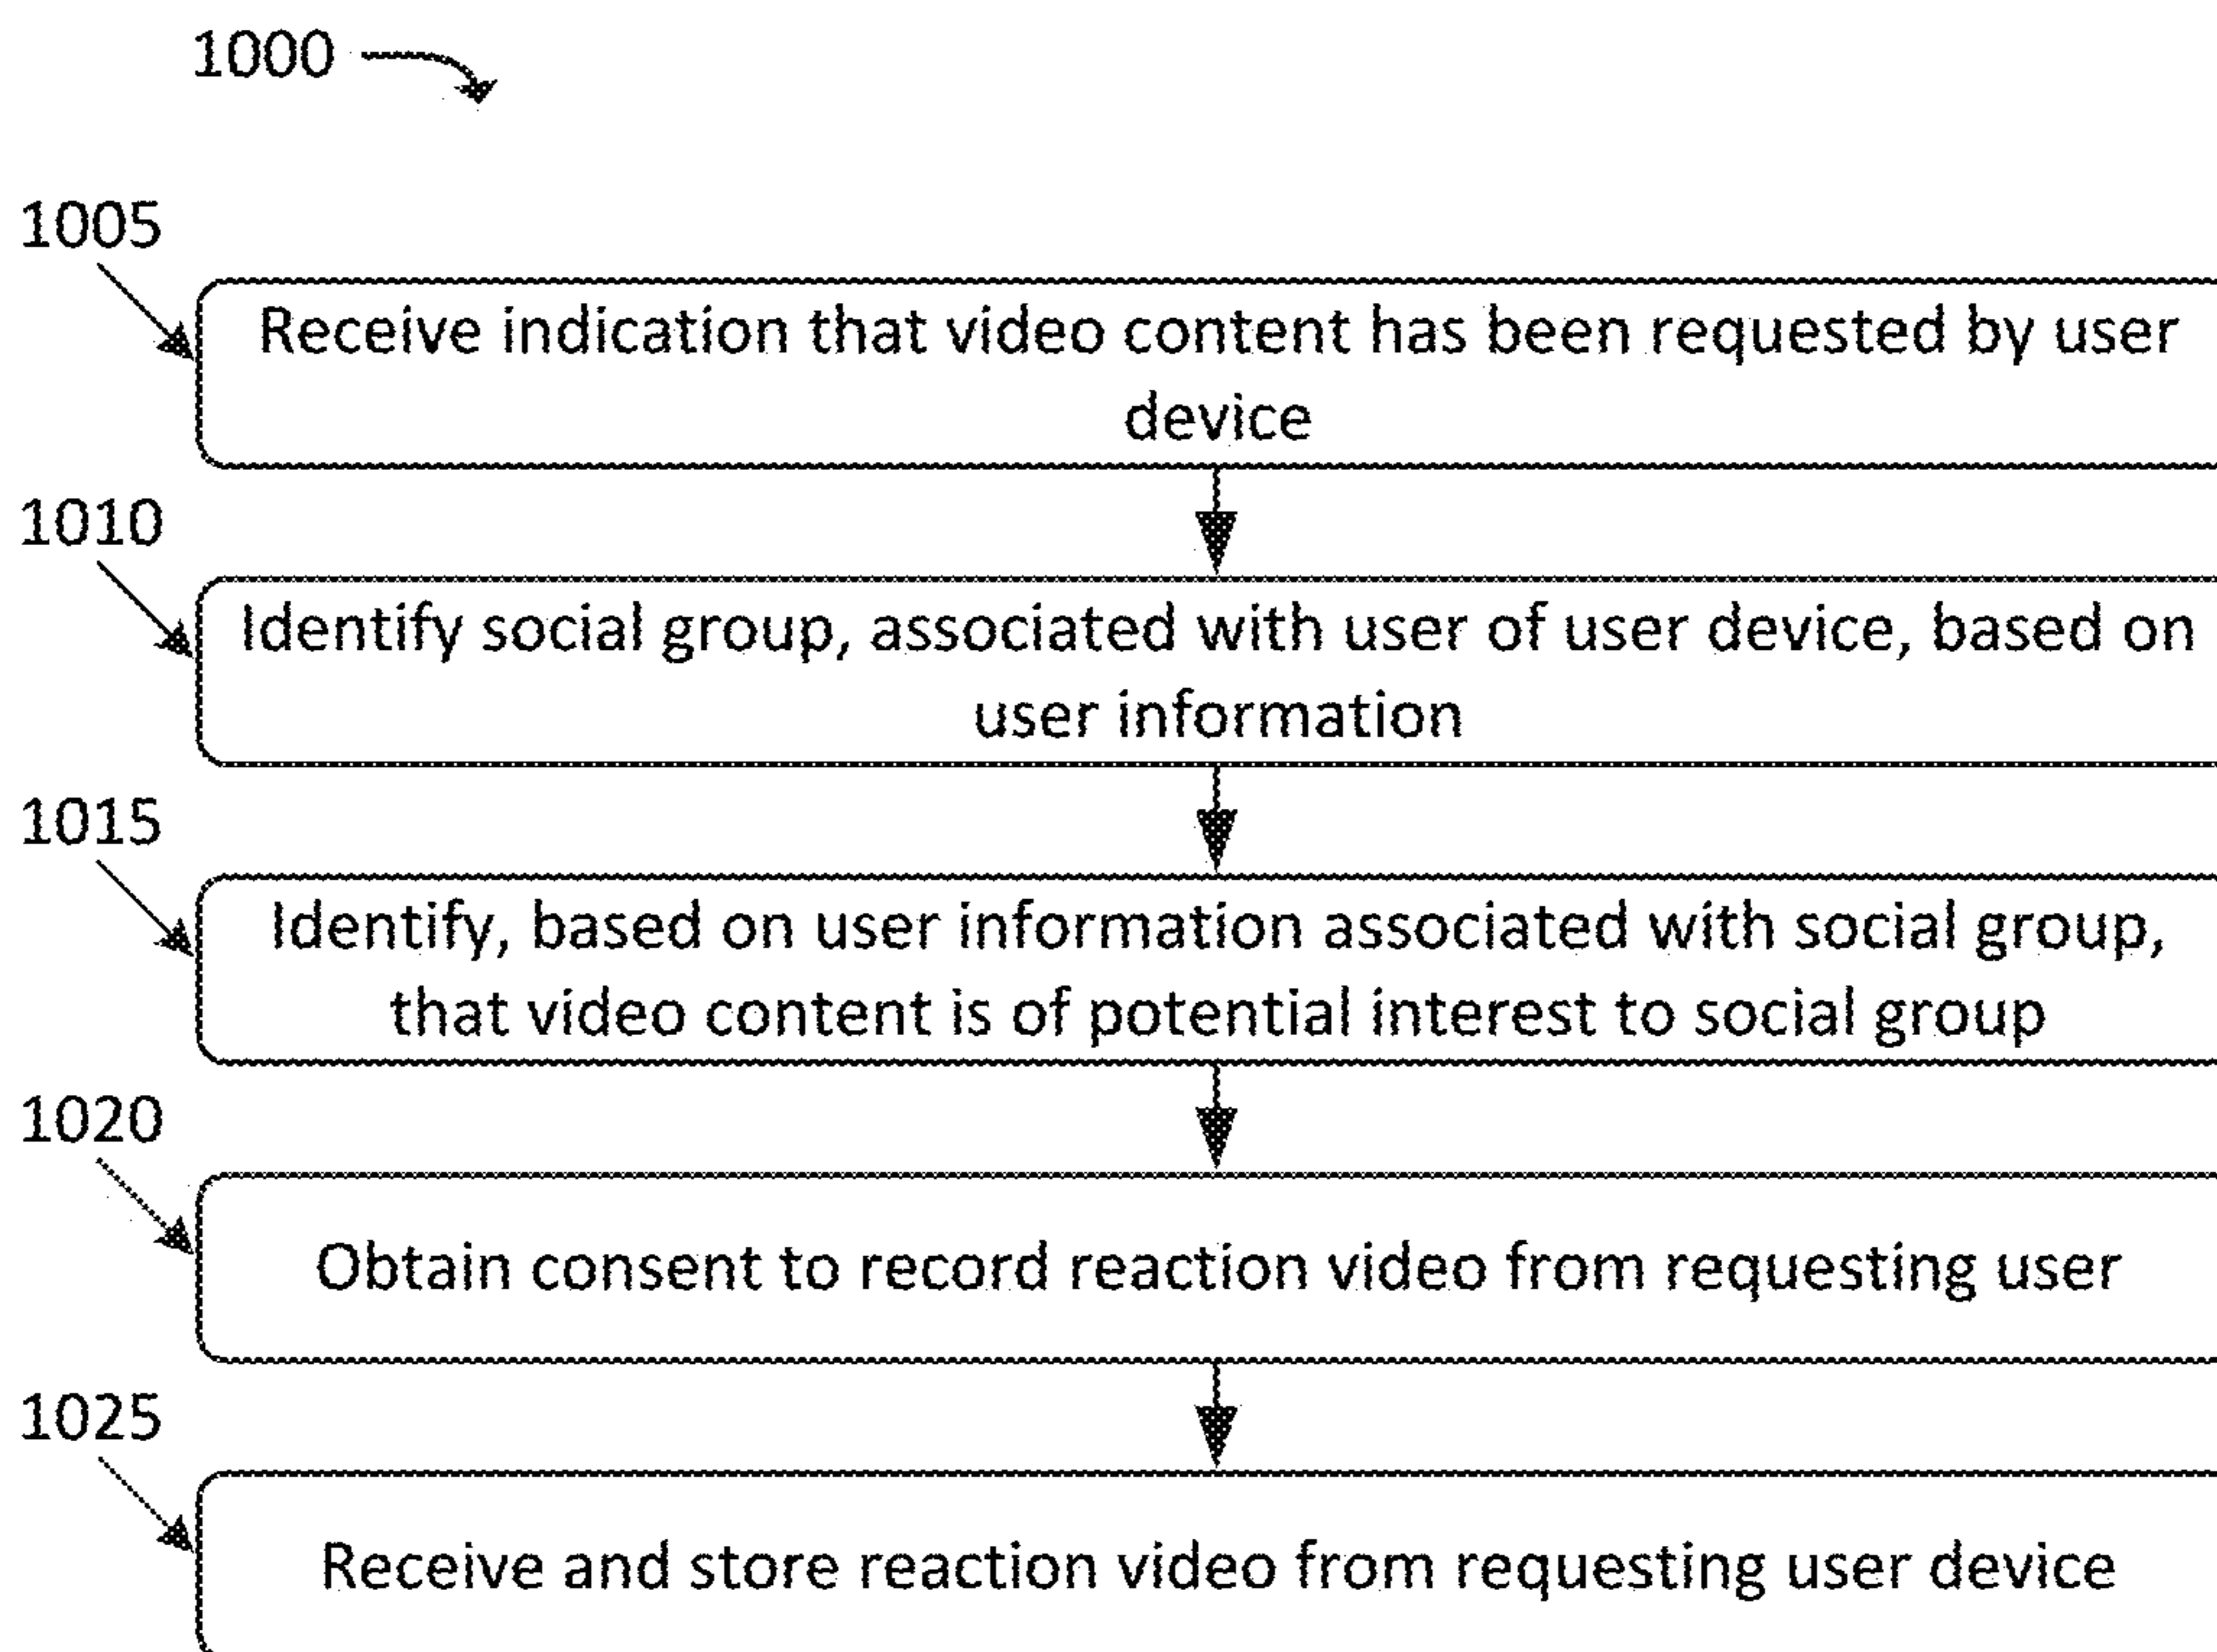 1000
1005
Receive indication that video content has been requested by user
device
1010
Identify social group, associated with user of user device, based on
user information
1015
Identify, based on user information associated with social group,
that video content is of potential interest to social group
1020
Obtain consent to record reaction video from requesting user
1025
Receive and store reaction video from requesting user device